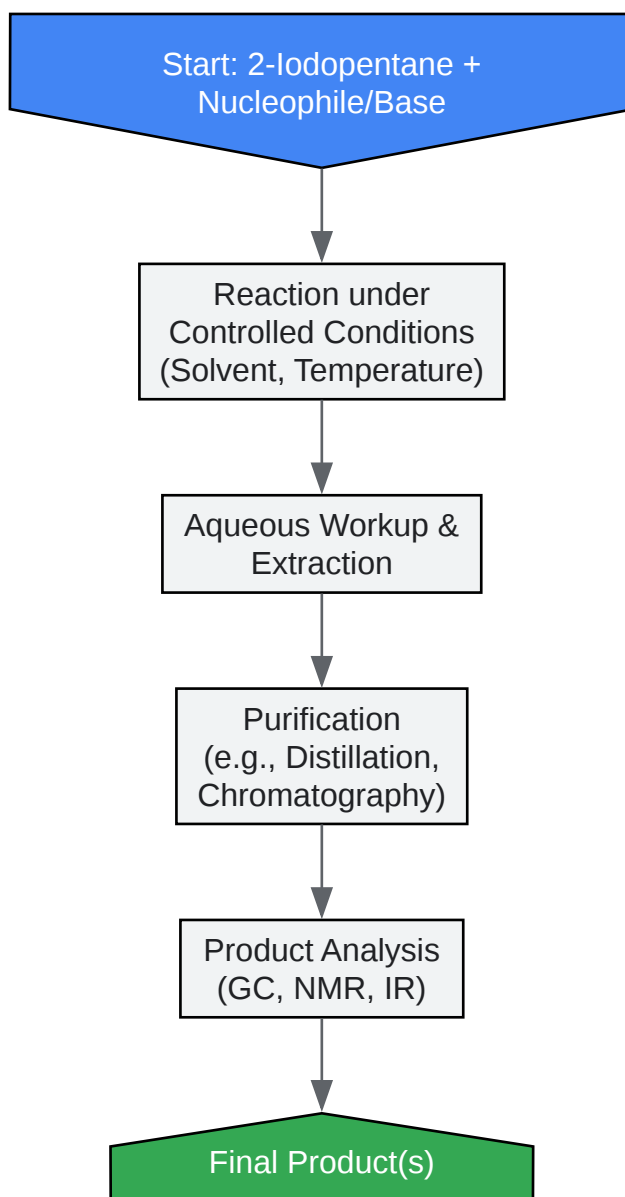 Start: 2-Iodopentane +
Nucleophile/Base
Reaction under
Controlled Conditions
(Solvent, Temperature)
Aqueous Workup &
Extraction
Purification
(e.g., Distillation,
Chromatography)
Product Analysis
(GC, NMR, IR)
Final Product(s)